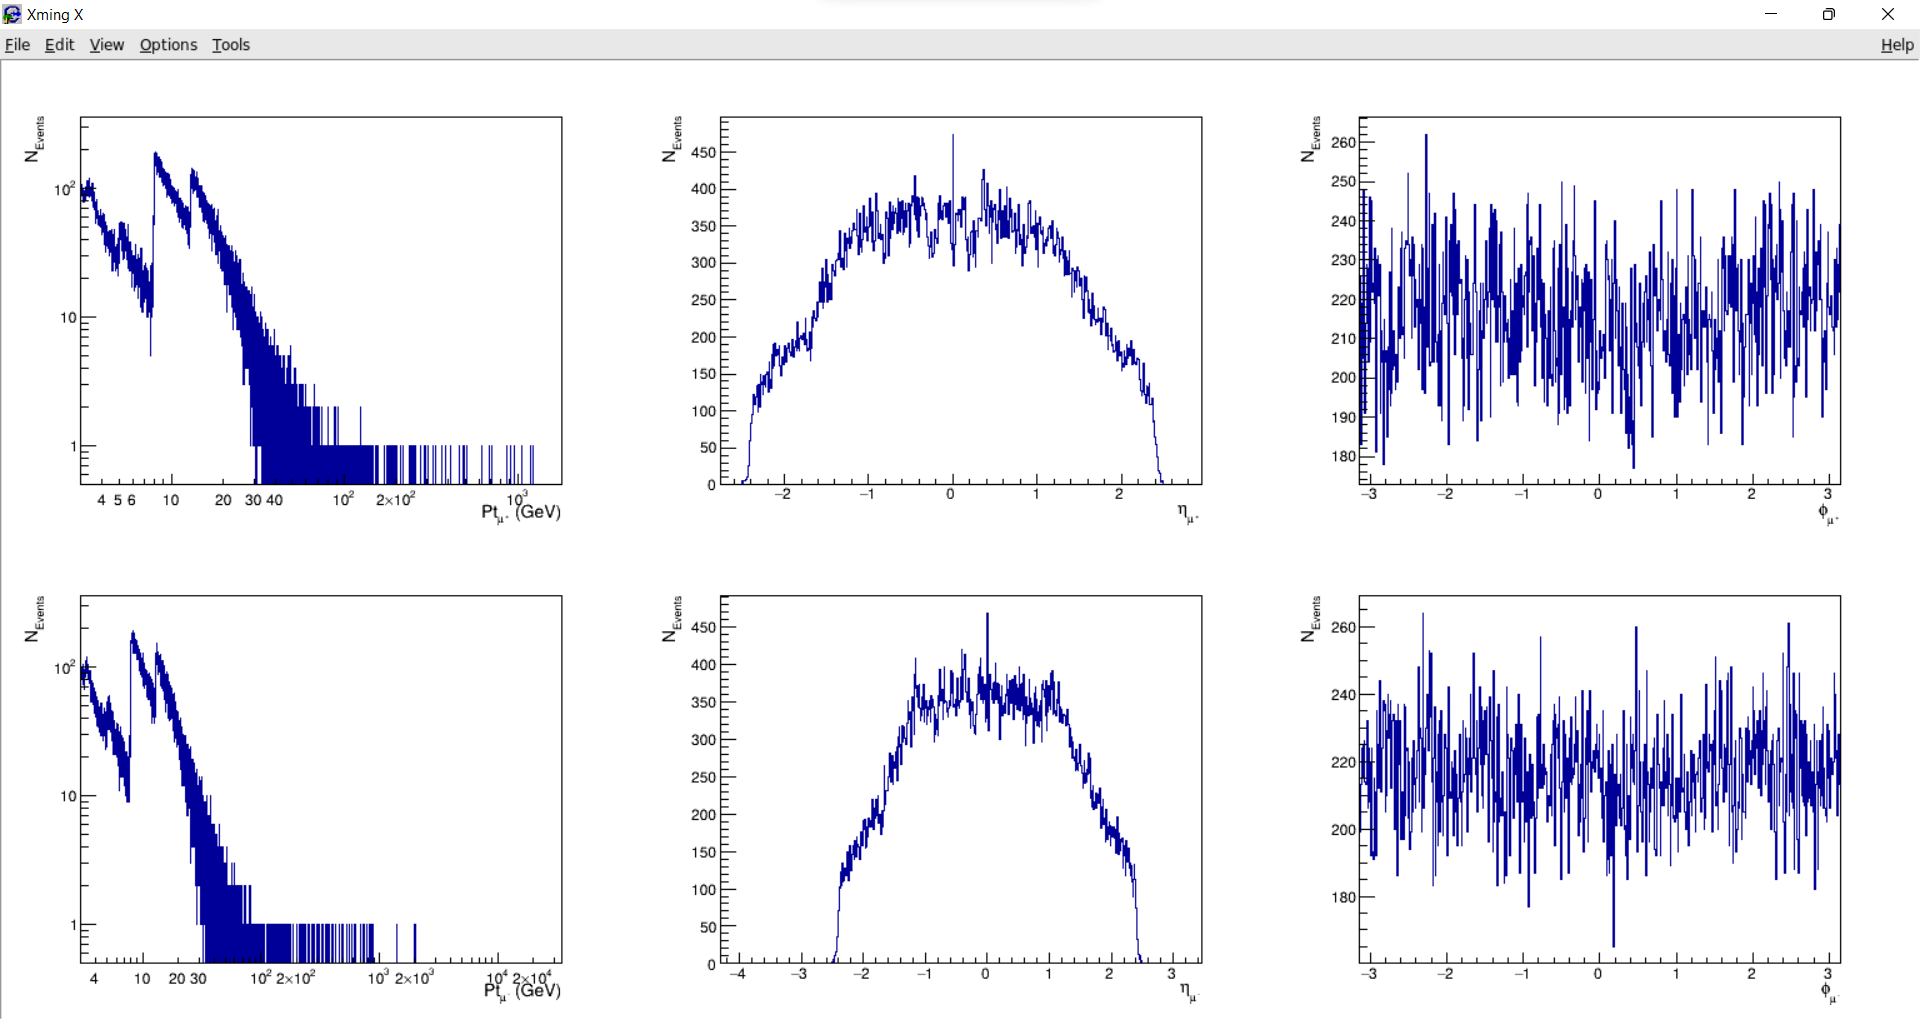 Xming X
File Edit View Options Tools Help
N_Events
10²
10
1
4 5 6 10 20 30 40 10² 2×10² 10³
Pt_μ⁺ (GeV)
N_Events
450
400
350
300
250
200
150
100
50
0
−2 −1 0 1 2
η_μ⁺
N_Events
260
250
240
230
220
210
200
190
180
−3 −2 −1 0 1 2 3
ϕ_μ⁺
N_Events
10²
10
1
4 10 20 30 10² 2×10² 10³ 2×10³ 10⁴ 2×10⁴
Pt_μ⁻ (GeV)
N_Events
450
400
350
300
250
200
150
100
50
0
−4 −3 −2 −1 0 1 2 3
η_μ⁻
N_Events
260
240
220
200
180
−3 −2 −1 0 1 2 3
ϕ_μ⁻